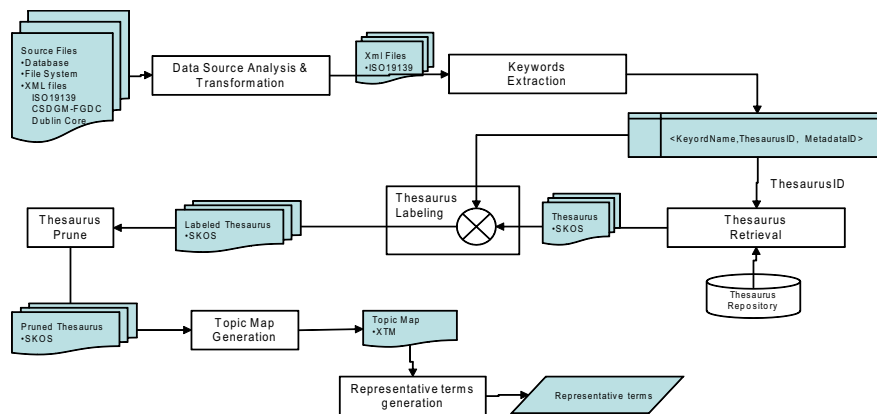 Source Files
•Database
•File System
•XML files
ISO19139
CSDGM-FGDC
Dublin Core
Data Source Analysis &
Transformation
Xml Files
•ISO19139
Keywords
Extraction
<KeyordName,ThesaurusID, MetadataID>
ThesaurusID
Thesaurus
Retrieval
Thesaurus
Repository
Thesaurus
•SKOS
Thesaurus
Labeling
Labeled Thesaurus
•SKOS
Thesaurus
Prune
Pruned Thesaurus
•SKOS
Topic Map
Generation
Topic Map
•XTM
Representative terms
generation
Representative terms